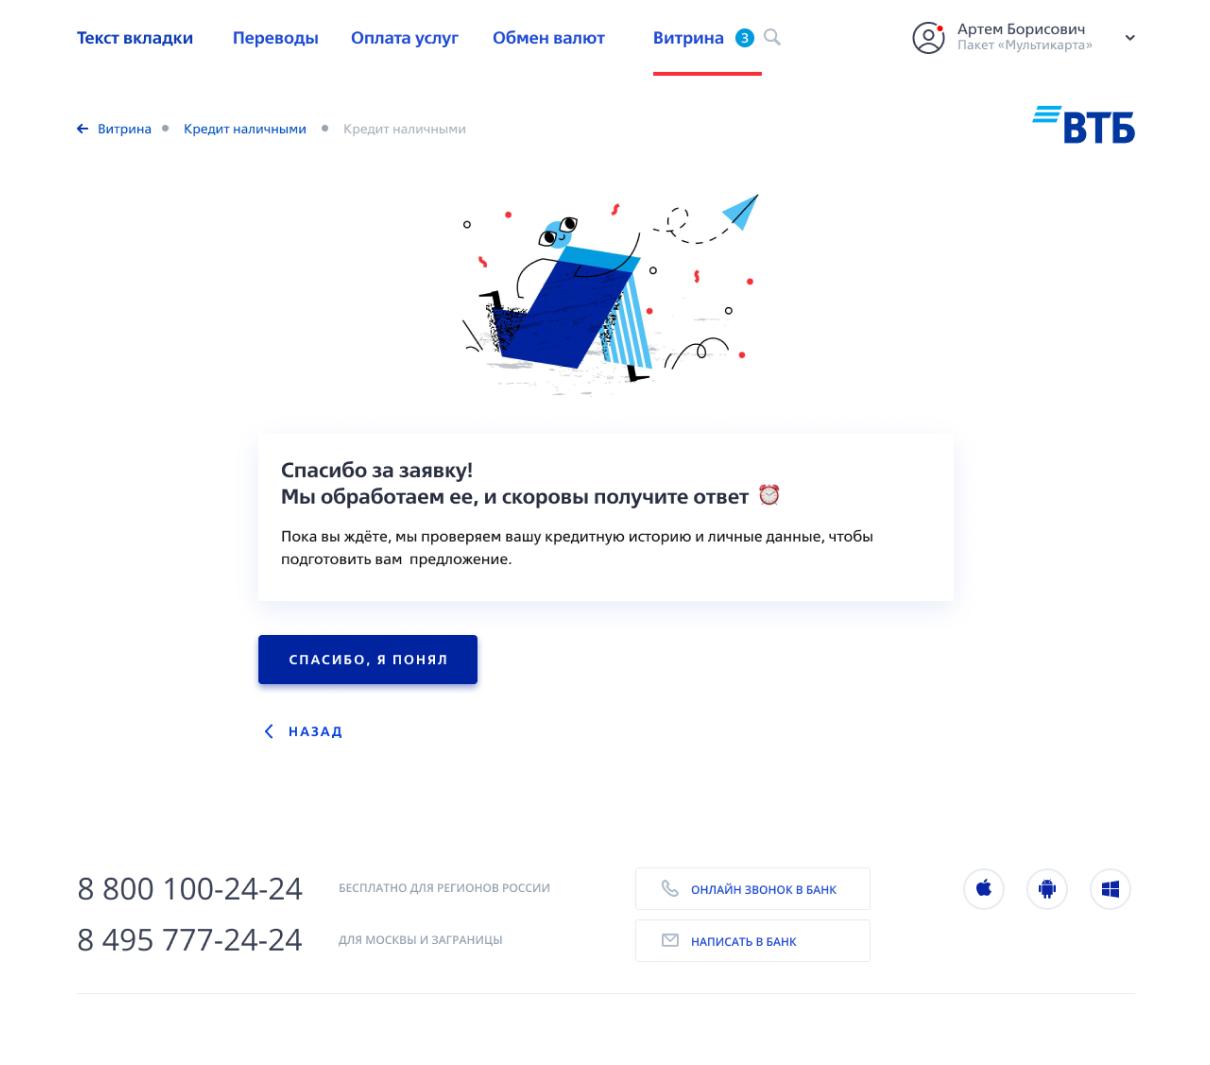 Текст вкладки Переводы Оплата услуг Обмен валют Витрина 3
Артем Борисович
Пакет «Мультикарта»
Витрина Кредит наличными Кредит наличными
ВТБ
Спасибо за заявку!
Мы обработаем ее, и скоровы получите ответ ⏰
Пока вы ждёте, мы проверяем вашу кредитную историю и личные данные, чтобы
подготовить вам предложение.
СПАСИБО, Я ПОНЯЛ
НАЗАД
8 800 100-24-24 БЕСПЛАТНО ДЛЯ РЕГИОНОВ РОССИИ
ОНЛАЙН ЗВОНОК В БАНК
8 495 777-24-24 ДЛЯ МОСКВЫ И ЗАГРАНИЦЫ
НАПИСАТЬ В БАНК